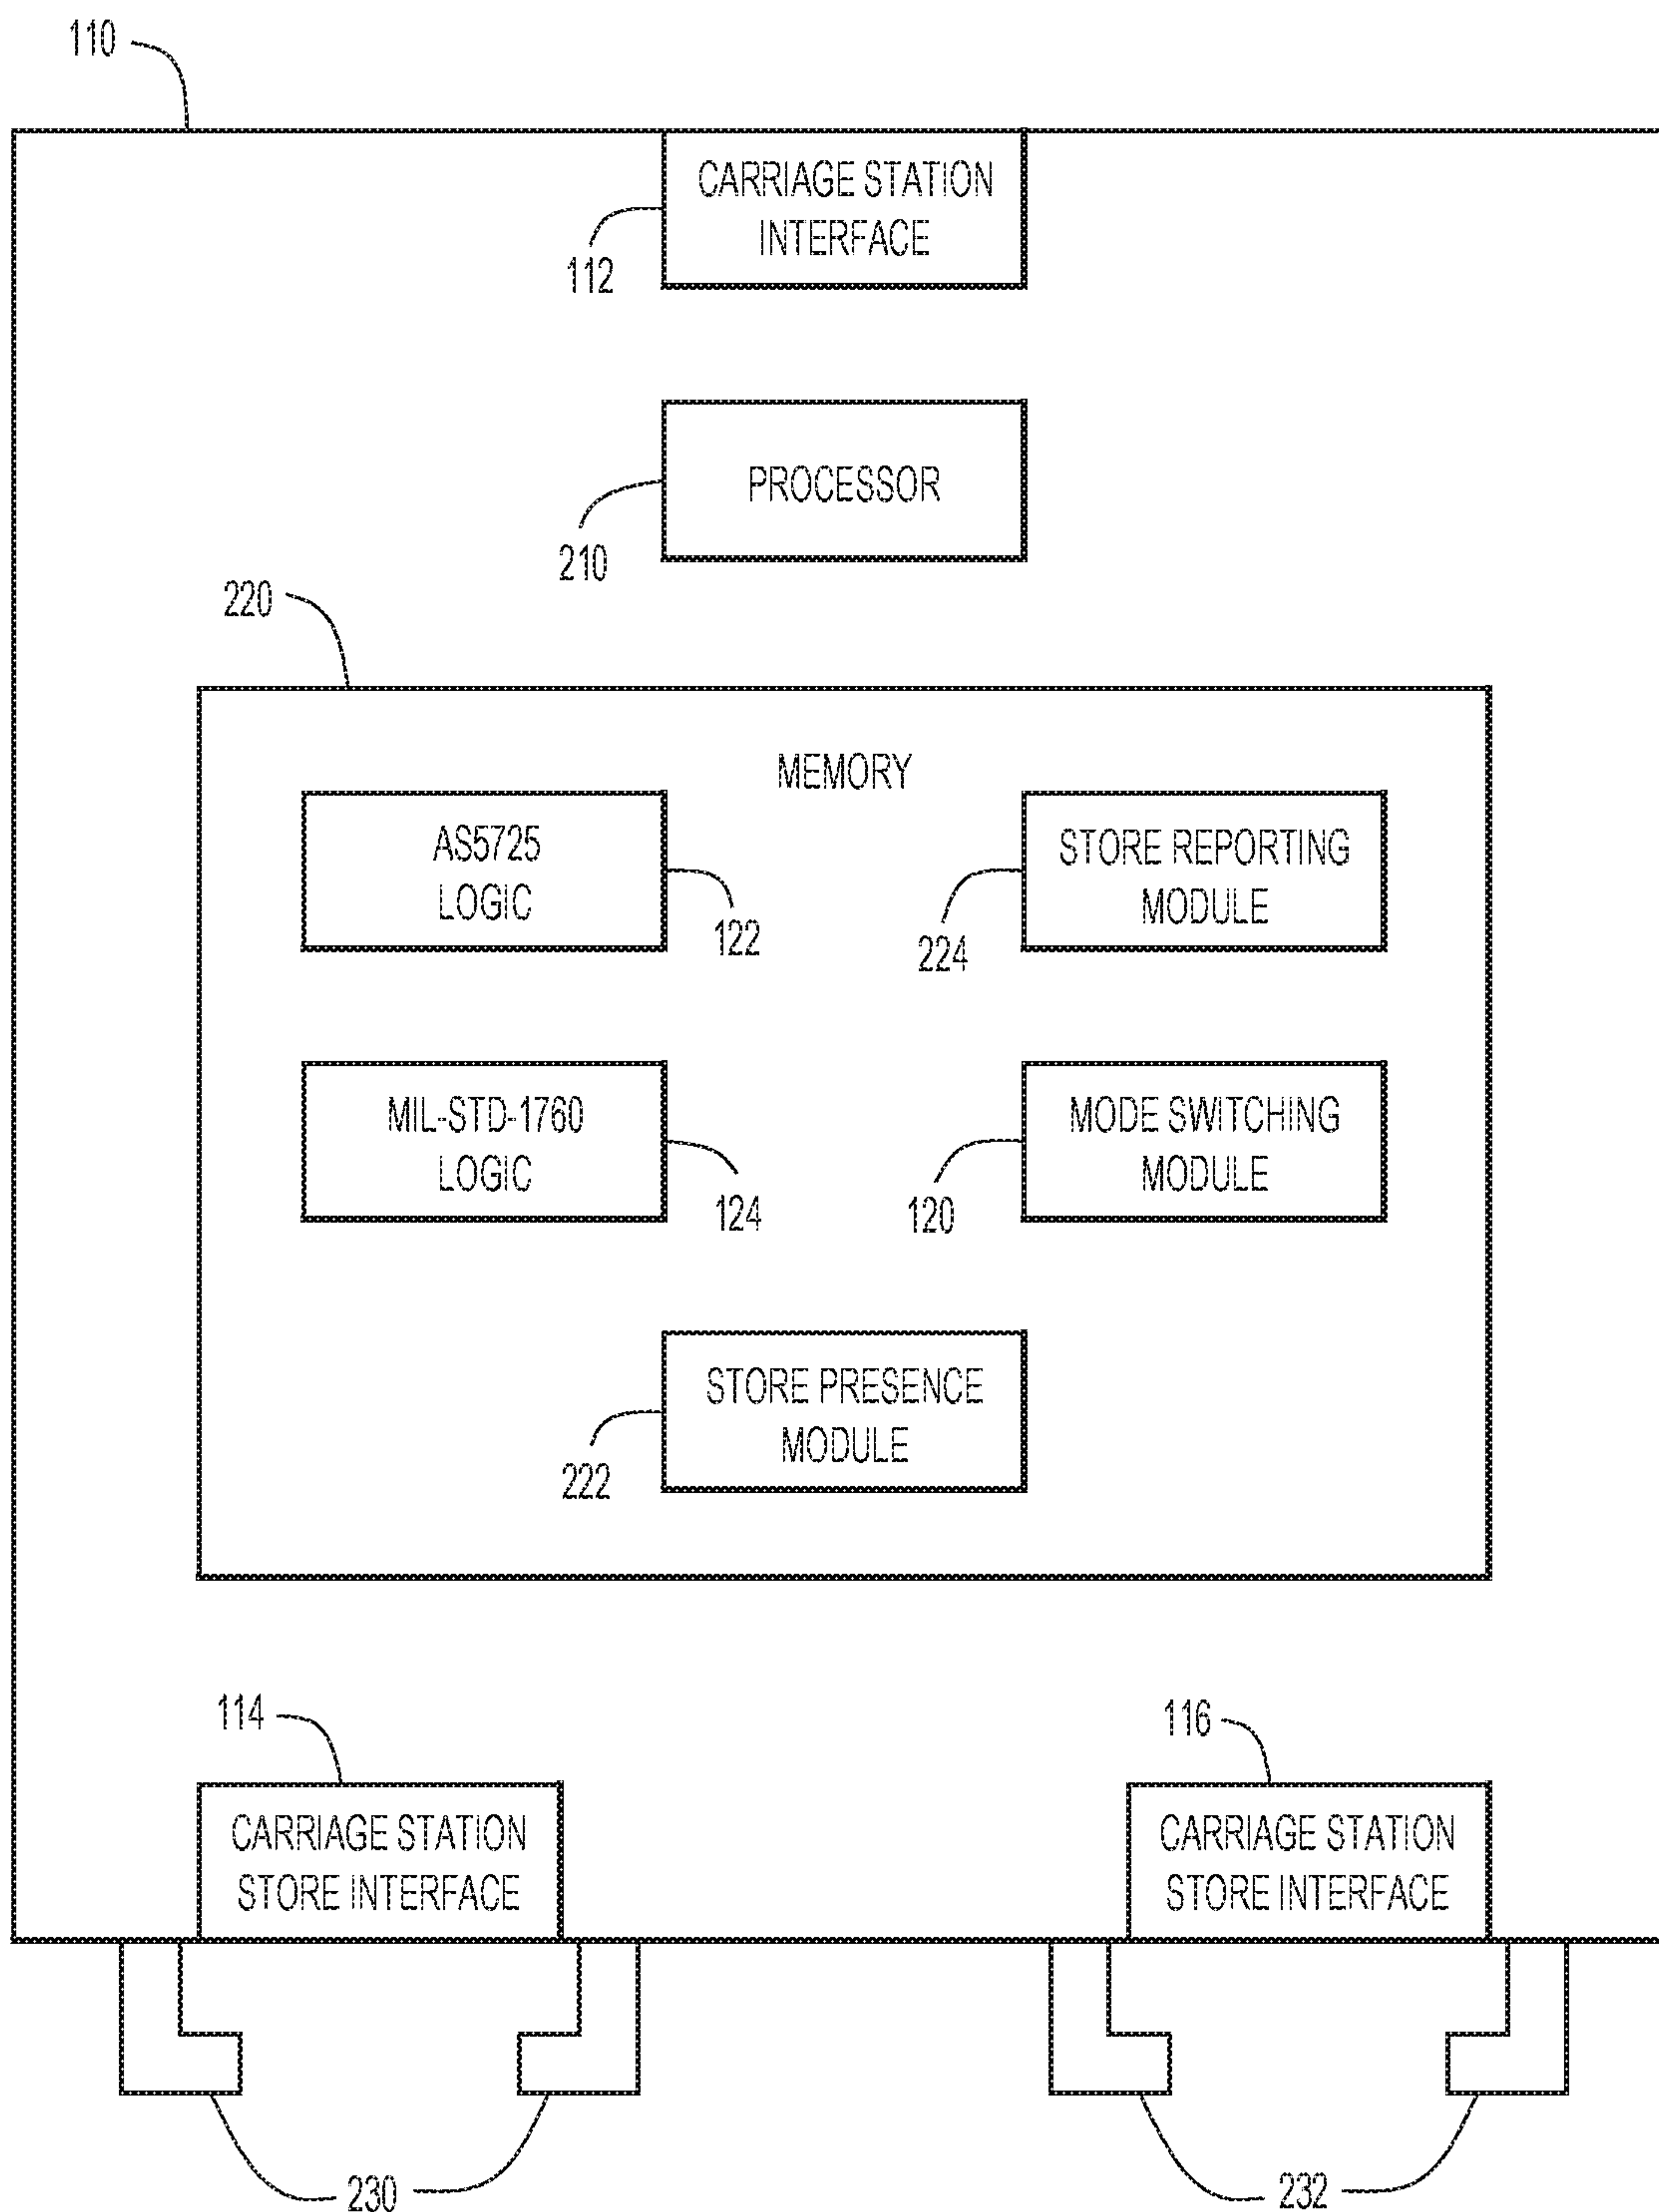 110
CARRIAGE STATION
INTERFACE
112
PROCESSOR
210
220
MEMORY
AS5725
LOGIC
122
STORE REPORTING
MODULE
224
MIL-STD-1760
LOGIC
124
MODE SWITCHING
MODULE
120
STORE PRESENCE
MODULE
222
114
116
CARRIAGE STATION
STORE INTERFACE
CARRIAGE STATION
STORE INTERFACE
230
232